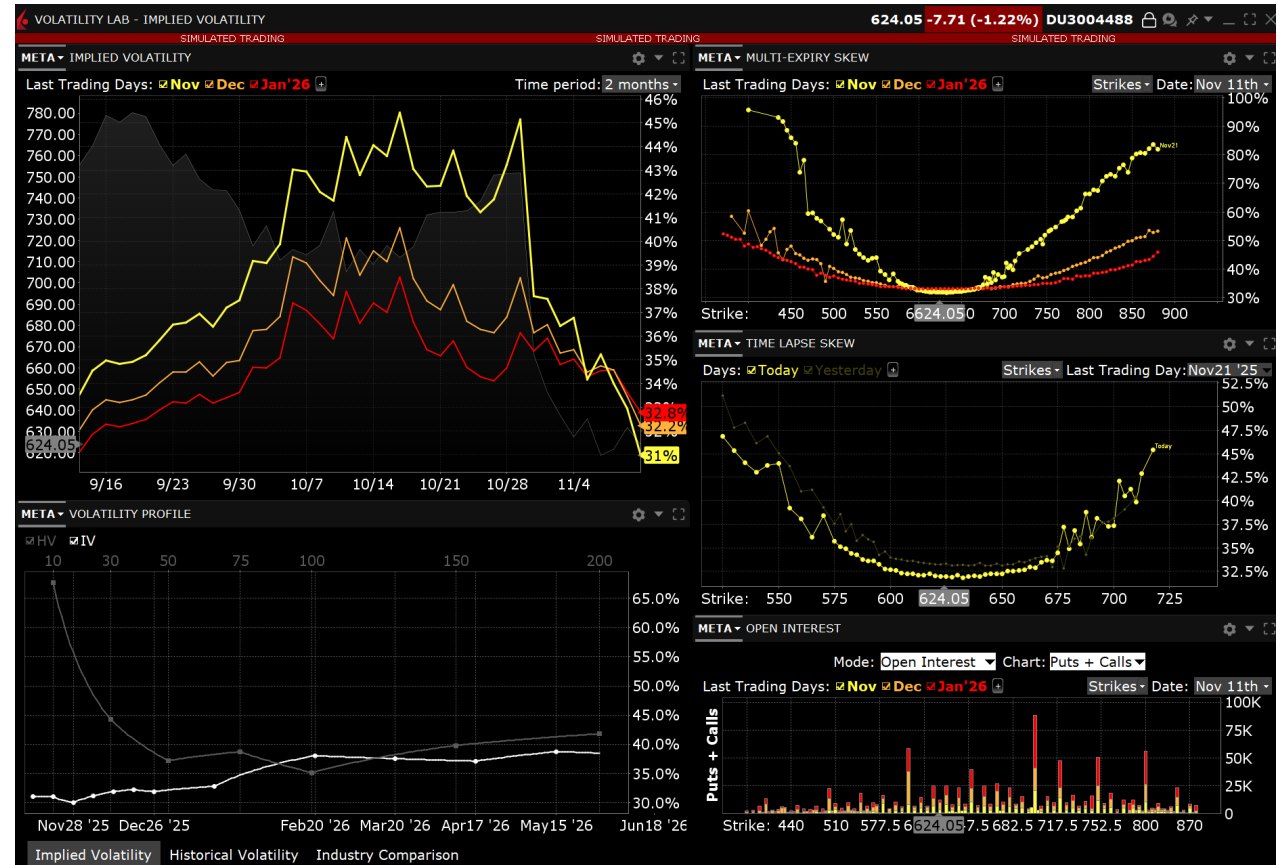 VOLATILITY LAB - IMPLIED VOLATILITY
624.05 -7.71 (-1.22%) DU3004488
SIMULATED TRADING SIMULATED TRADING SIMULATED TRADING
META IMPLIED VOLATILITY
Last Trading Days: Nov Dec Jan'26 + Time period: 2 months
780.00
770.00
760.00
750.00
740.00
730.00
720.00
710.00
700.00
690.00
680.00
670.00
660.00
650.00
640.00
630.00
624.05
620.00
46%
45%
44%
43%
42%
41%
40%
39%
38%
37%
36%
35%
34%
32.8%
32.2%
31%
9/16 9/23 9/30 10/7 10/14 10/21 10/28 11/4
META VOLATILITY PROFILE
HV IV
10 30 50 75 100 150 200
65.0%
60.0%
55.0%
50.0%
45.0%
40.0%
35.0%
30.0%
Nov28 '25 Dec26 '25 Feb20 '26 Mar20 '26 Apr17 '26 May15 '26 Jun18 '26
Implied Volatility Historical Volatility Industry Comparison
META MULTI-EXPIRY SKEW
Last Trading Days: Nov Dec Jan'26 + Strikes Date: Nov 11th
100%
90%
80%
70%
60%
50%
40%
30%
Nov21
Strike: 450 500 550 624.05 700 750 800 850 900
META TIME LAPSE SKEW
Days: Today Yesterday + Strikes Last Trading Day: Nov21 '25
52.5%
50%
47.5%
45%
42.5%
40%
37.5%
35%
32.5%
Today
Strike: 550 575 600 624.05 650 675 700 725
META OPEN INTEREST
Mode: Open Interest Chart: Puts + Calls
Last Trading Days: Nov Dec Jan'26 + Strikes Date: Nov 11th
Puts + Calls
100K
75K
50K
25K
0
Strike: 440 510 577.5 624.05 682.5 717.5 752.5 800 870